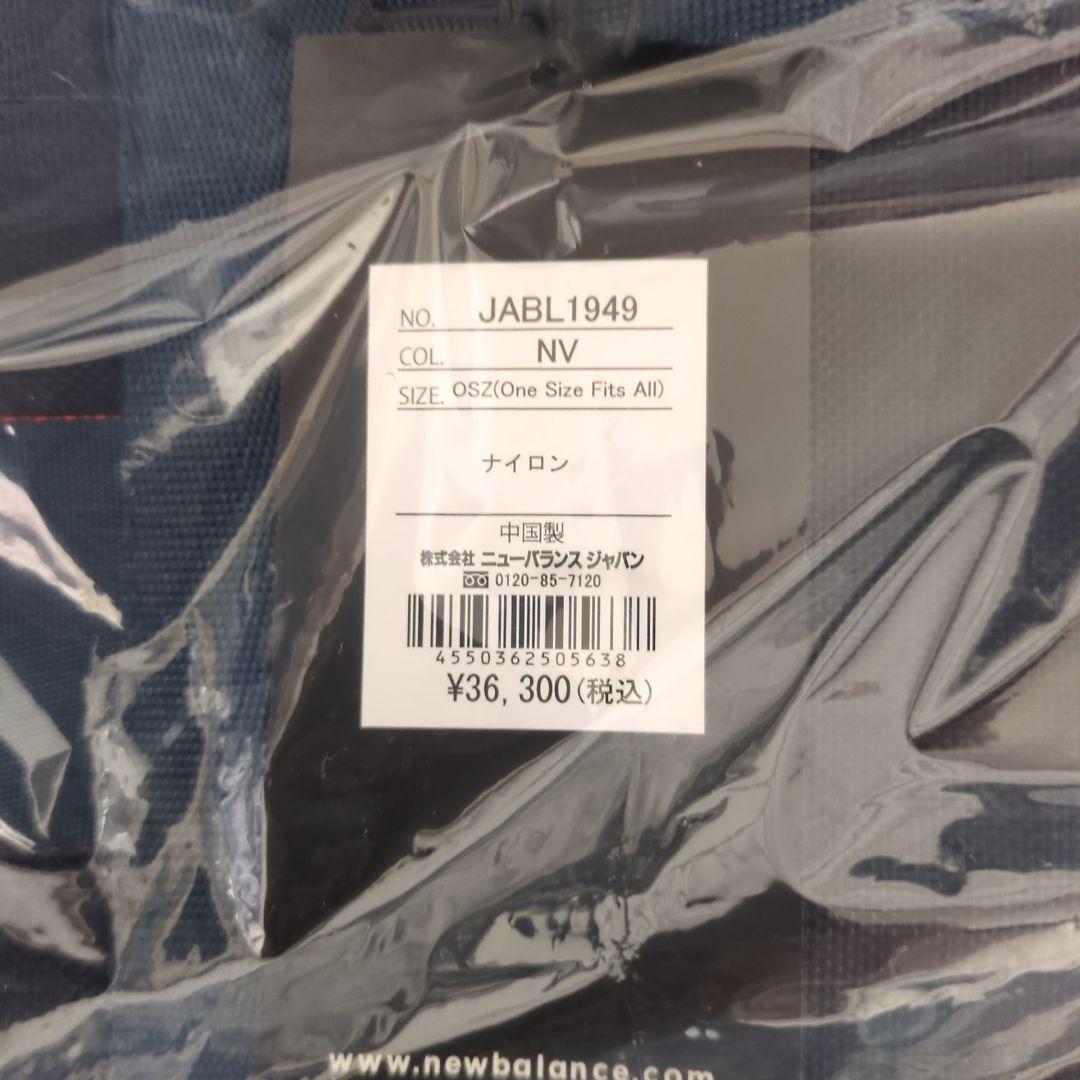 NO. JABL1949
COL. NV
SIZE. OSZ(One Size Fits All)
ナイロン
中国製
株式会社 ニューバランス ジャパン
0120-85-7120
4550362505638
¥36,300(税込)
www.newbalance.com